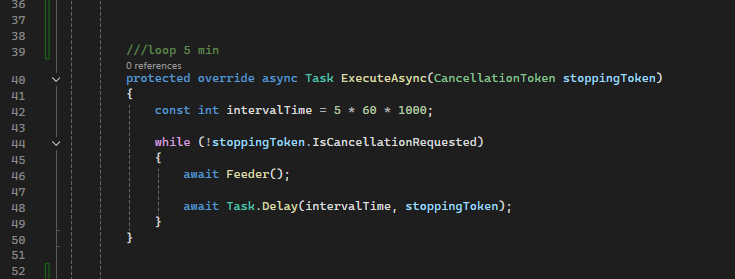 36
37
38
39 ///loop 5 min
0 references
40 protected override async Task ExecuteAsync(CancellationToken stoppingToken)
41 {
42 const int intervalTime = 5 * 60 * 1000;
43
44 while (!stoppingToken.IsCancellationRequested)
45 {
46 await Feeder();
47
48 await Task.Delay(intervalTime, stoppingToken);
49 }
50 }
51
52